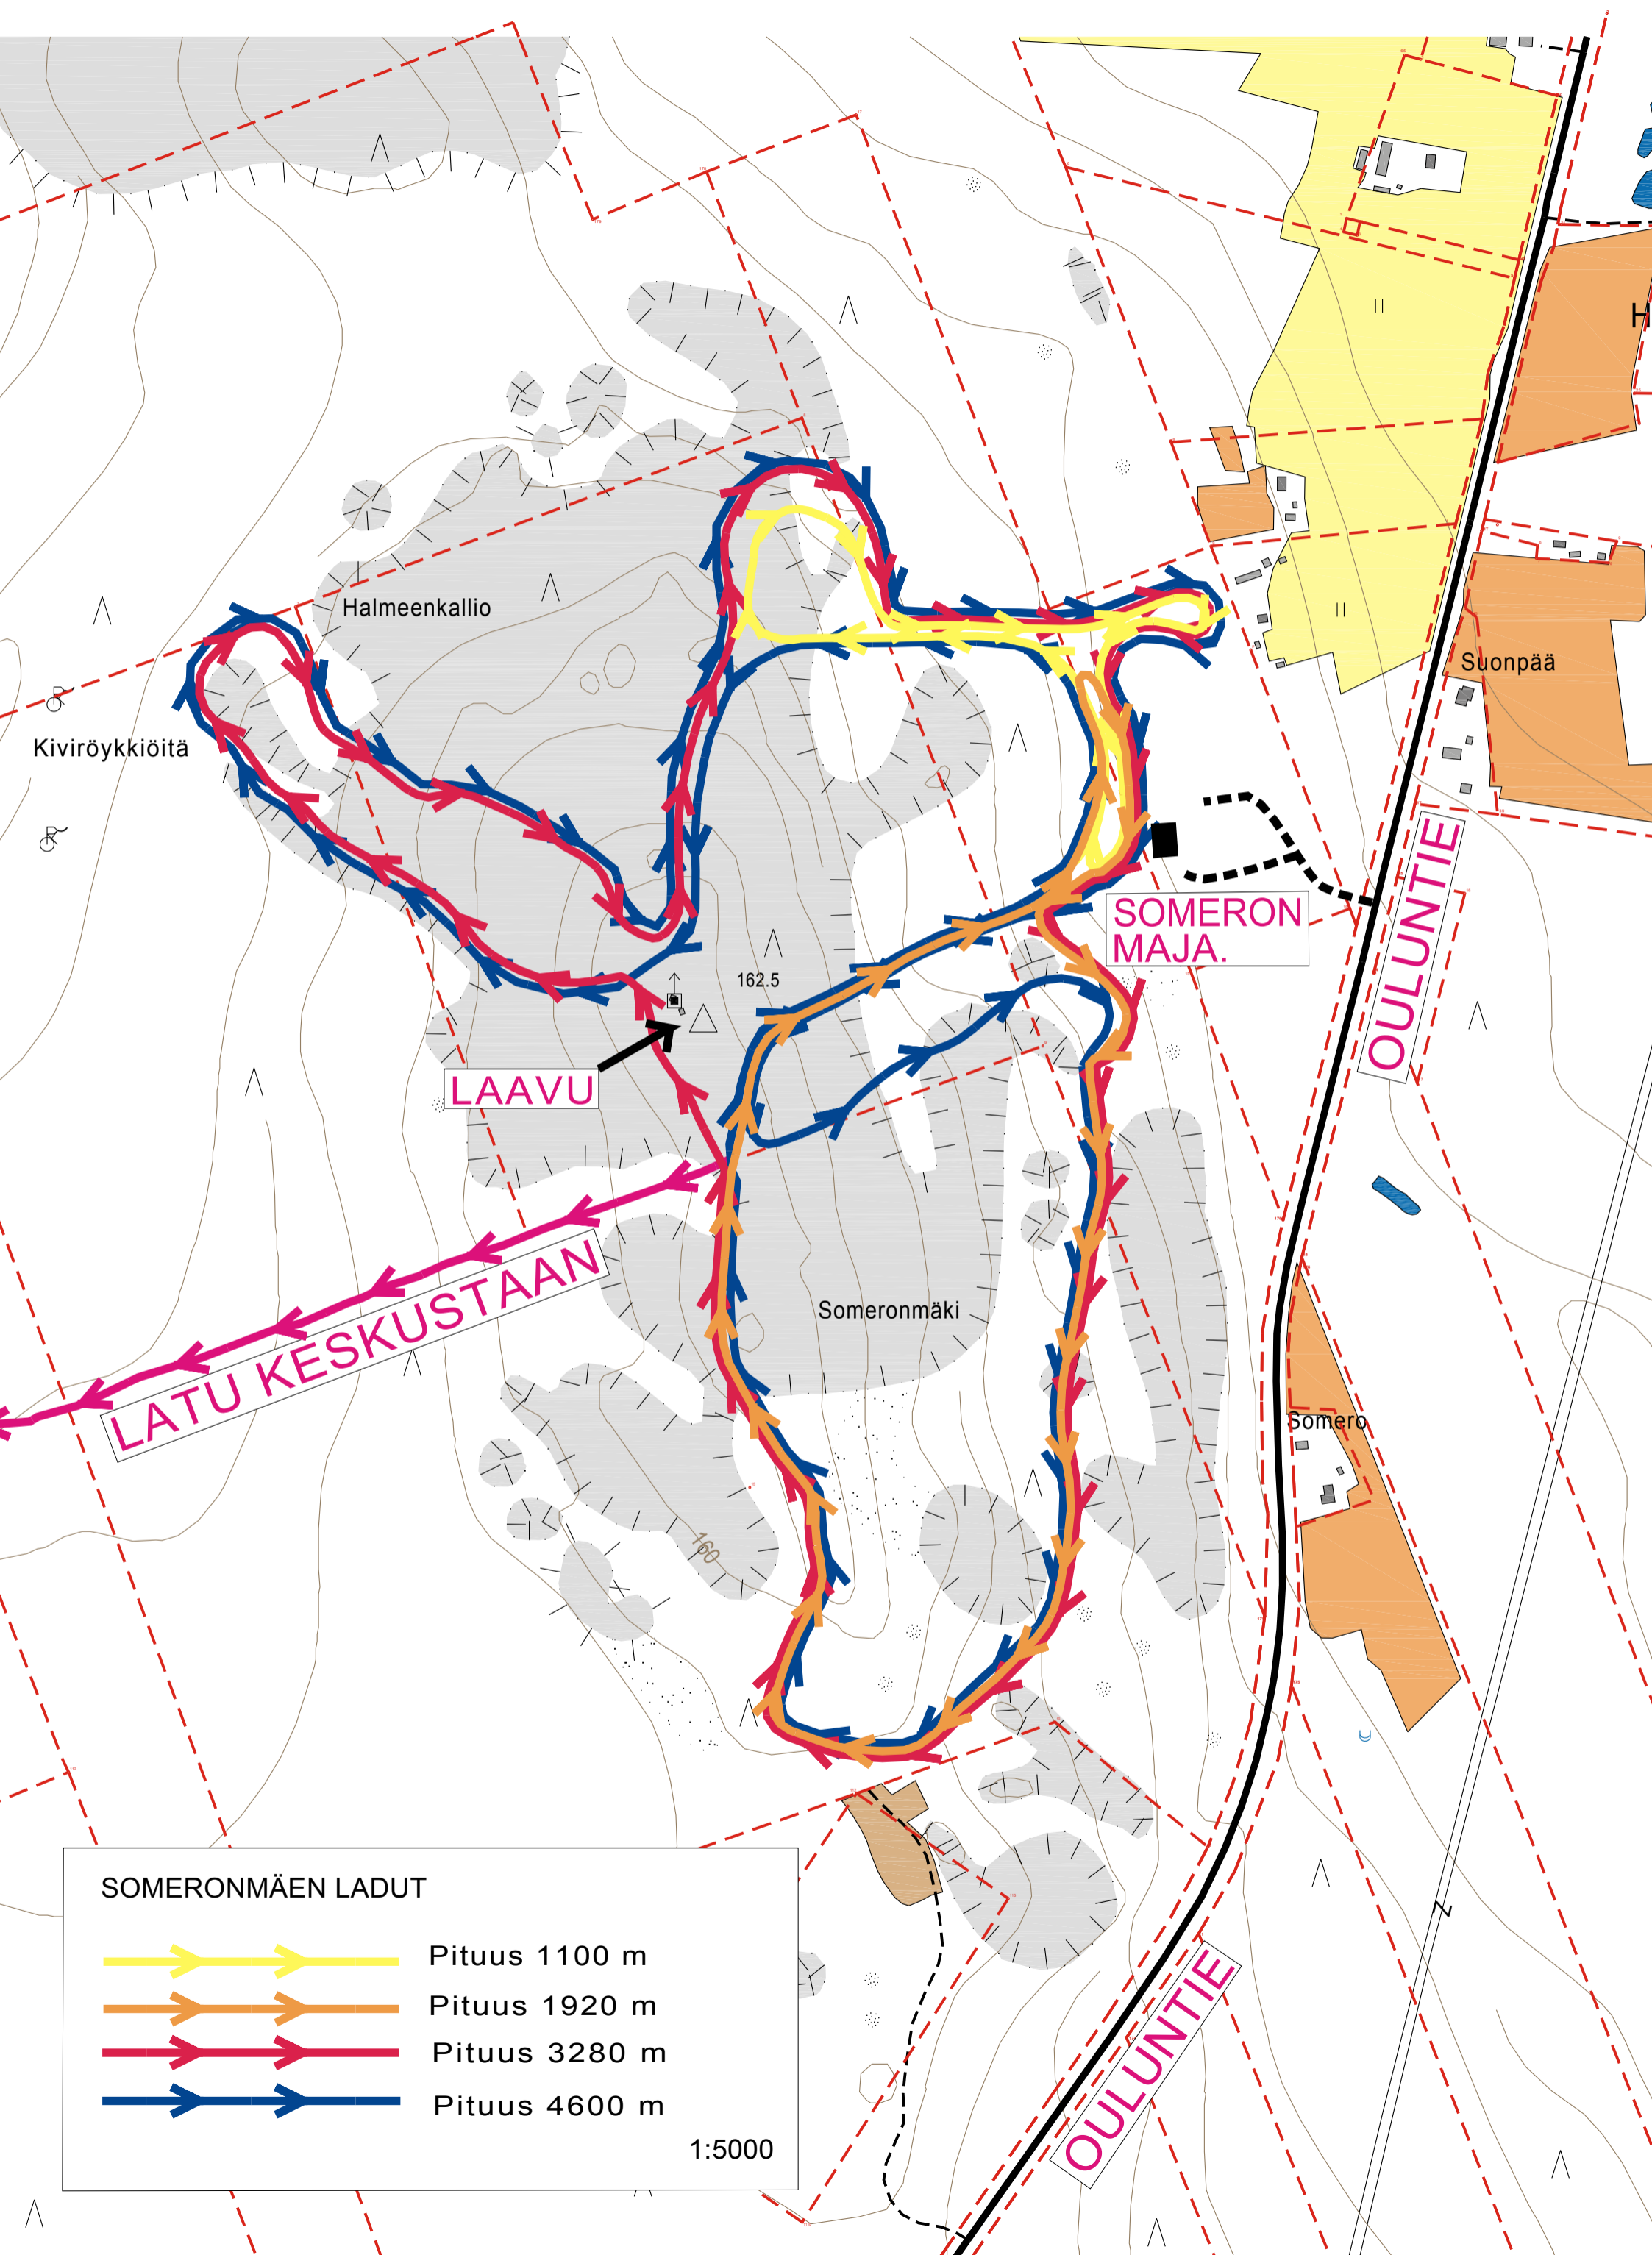 H
Halmeenkallio
Suonpää
Kiviröykkiöitä
OULUNTIE
SOMERON
MAJA.
162.5
LAAVU
LATU KESKUSTAAN
Someronmäki
Somero
160
Z
OULUNTIE
SOMERONMÄEN LADUT
Pituus 1100 m
Pituus 1920 m
Pituus 3280 m
Pituus 4600 m
1:5000